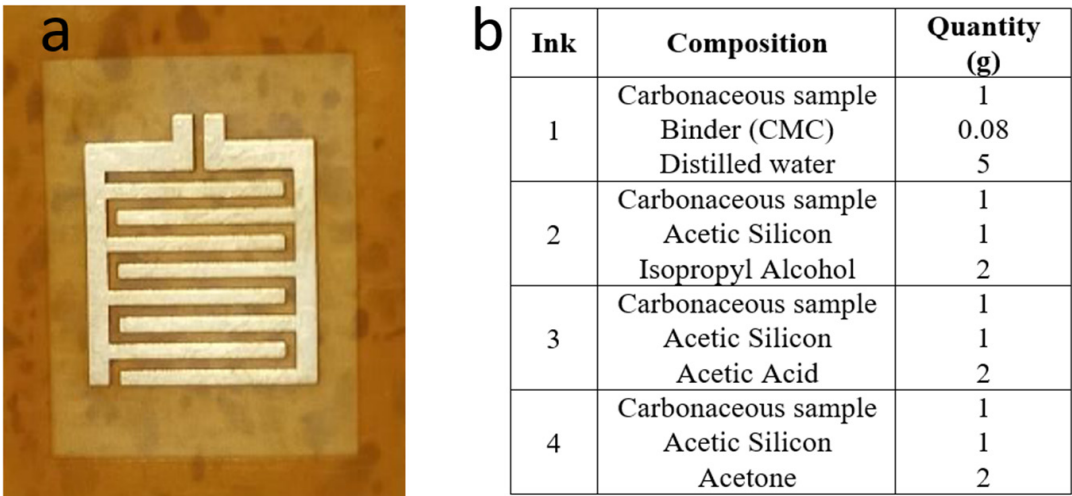 a
b
Ink Composition Quantity (g)
1 Carbonaceous sample 1
Binder (CMC) 0.08
Distilled water 5
2 Carbonaceous sample 1
Acetic Silicon 1
Isopropyl Alcohol 2
3 Carbonaceous sample 1
Acetic Silicon 1
Acetic Acid 2
4 Carbonaceous sample 1
Acetic Silicon 1
Acetone 2